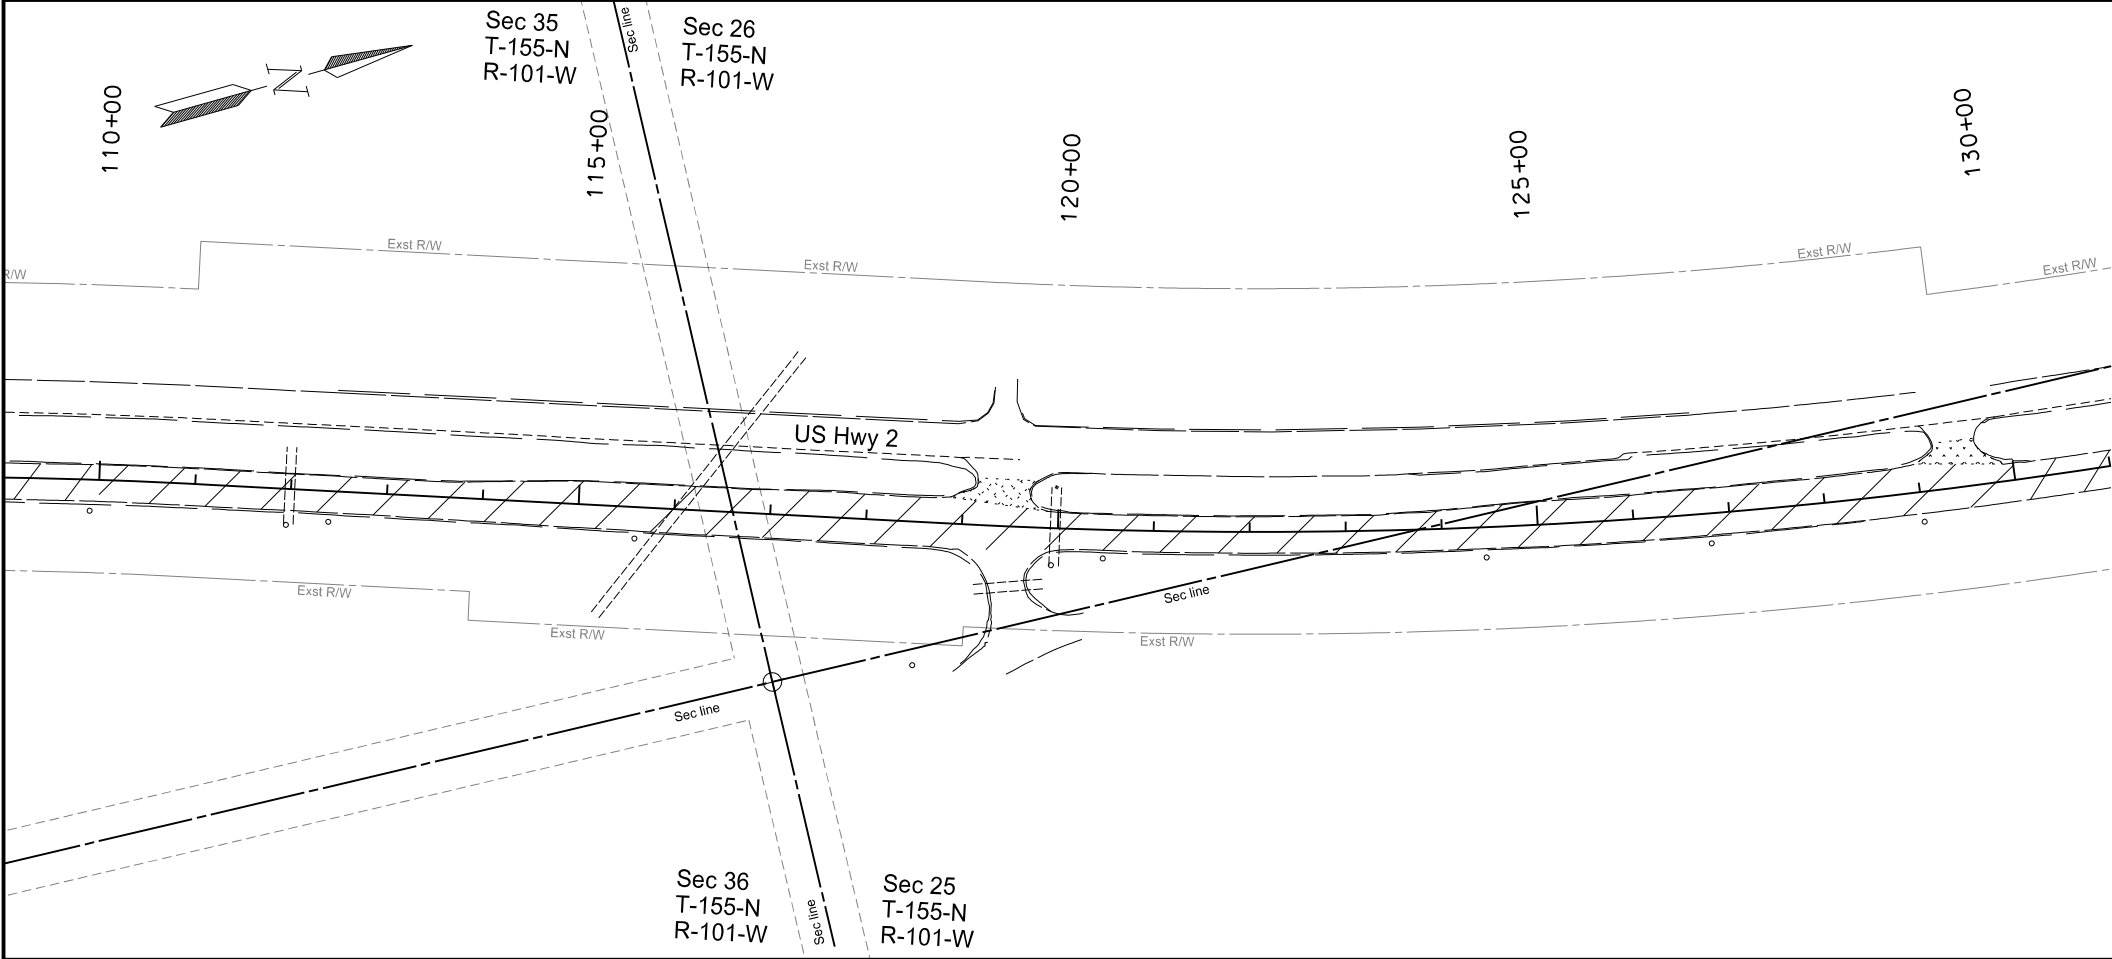 Sec 35
T-155-N
R-101-W
Sec line
Sec 26
T-155-N
R-101-W
N
110+00
115+00
120+00
125+00
130+00
R/W
Exst R/W
Exst R/W
Exst R/W
Exst R/W
US Hwy 2
Exst R/W
Exst R/W
Exst R/W
Sec line
Sec line
Sec 36
T-155-N
R-101-W
Sec line
Sec 25
T-155-N
R-101-W